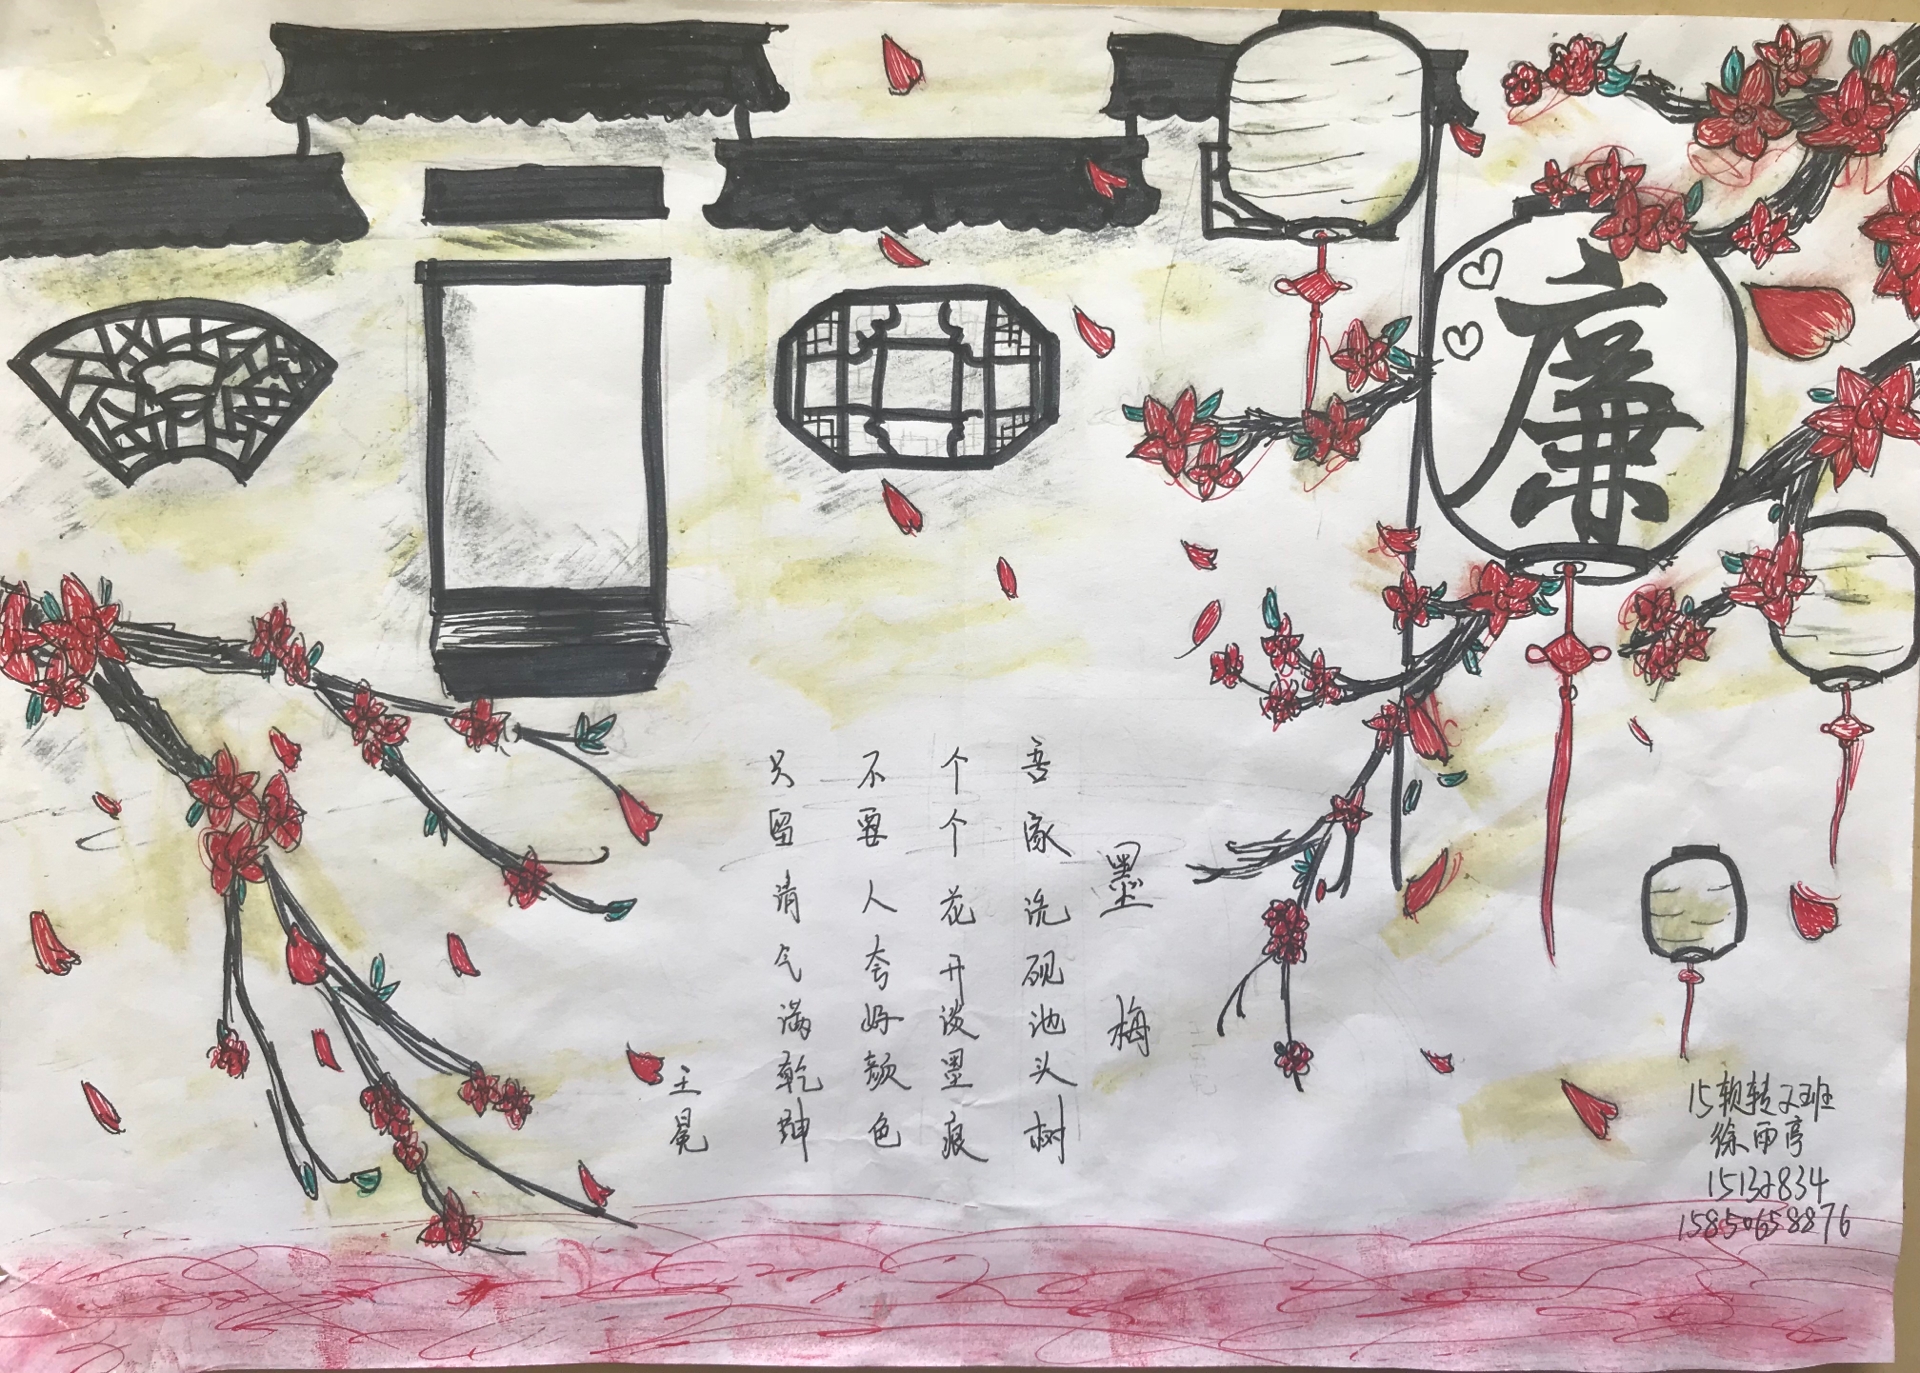 廉
墨梅
吾家洗砚池头树
个个花开淡墨痕
不要人夸好颜色
只留清气满乾坤
王冕
15软转2班
徐雨亭
15132834
15850658876